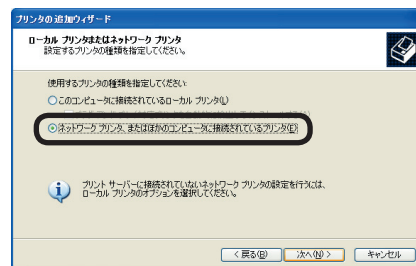 プリンタの追加ウィザード
ローカル プリンタまたはネットワーク プリンタ
設定するプリンタの種類を指定してください。
使用するプリンタの種類を指定してください:
このコンピュータに接続されているローカル プリンタ(L)
ネットワーク プリンタ、またはほかのコンピュータに接続されているプリンタ(E)
プリント サーバーに接続されていないネットワーク プリンタの設定を行うには、
ローカル プリンタのオプションを選択してください。
< 戻る(B) 次へ(N) > キャンセル